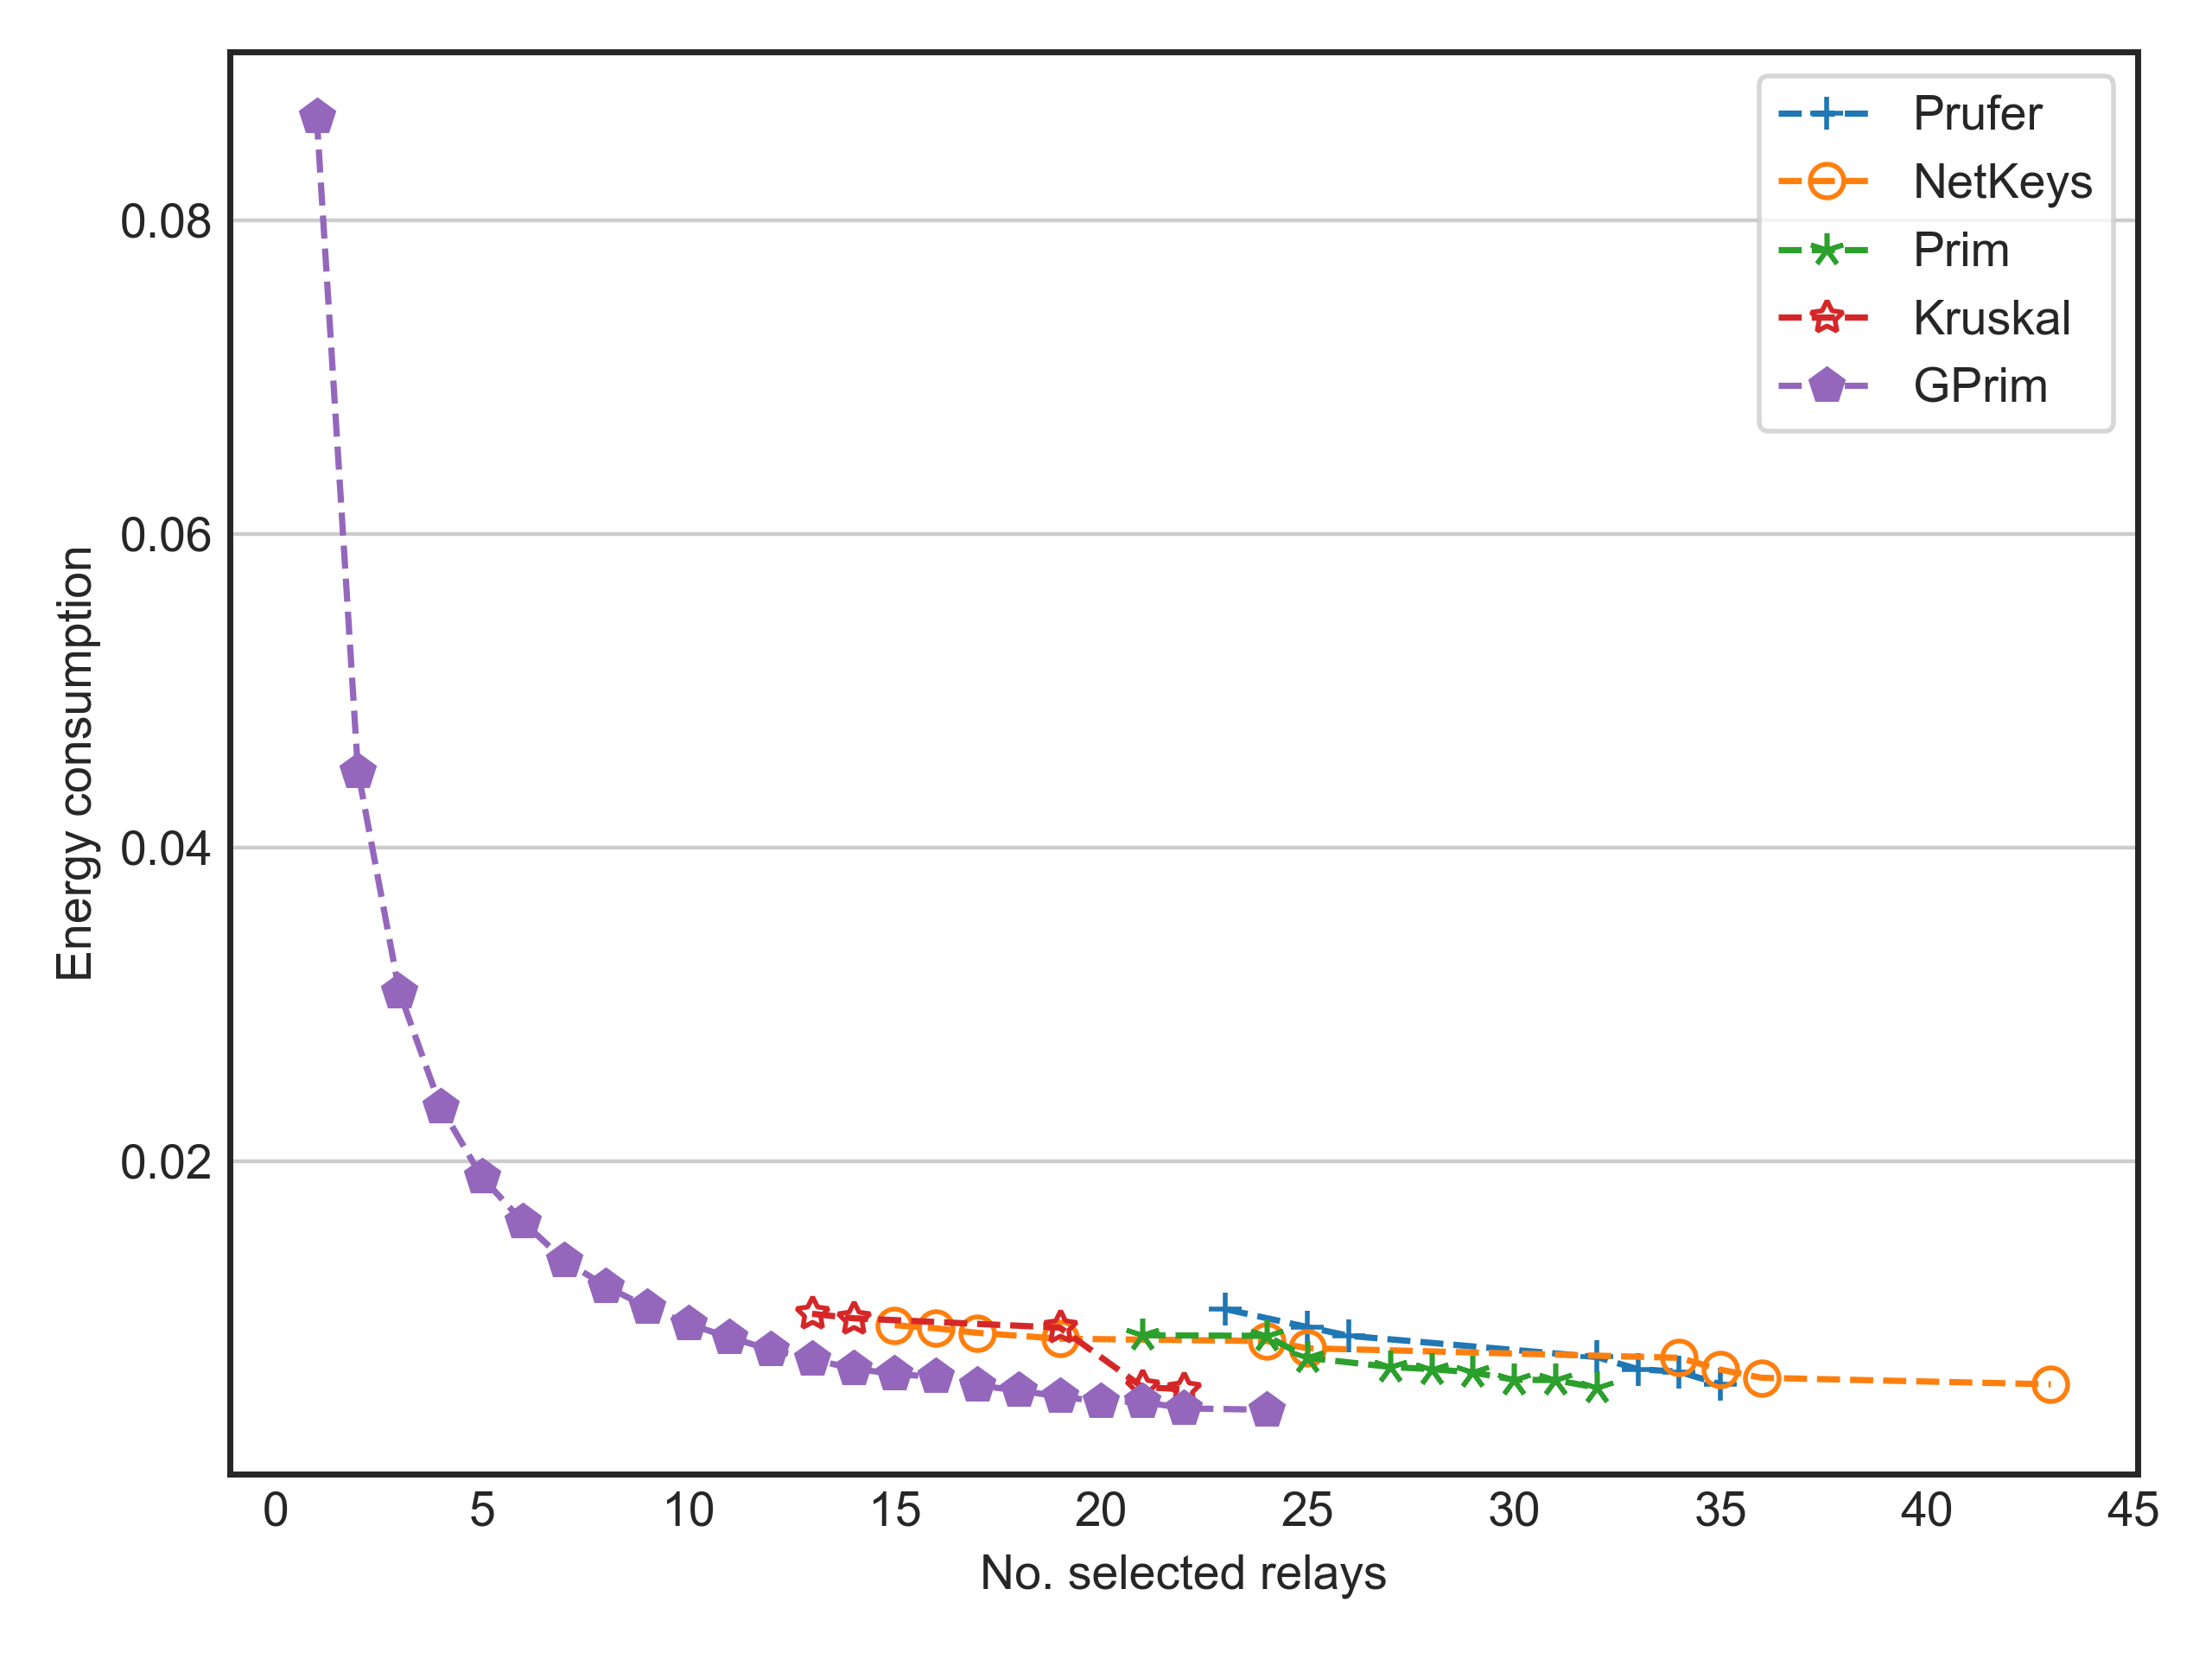 Prufer
NetKeys
Prim
Kruskal
GPrim
Energy consumption
0.08
0.06
0.04
0.02
0 5 10 15 20 25 30 35 40 45
No. selected relays